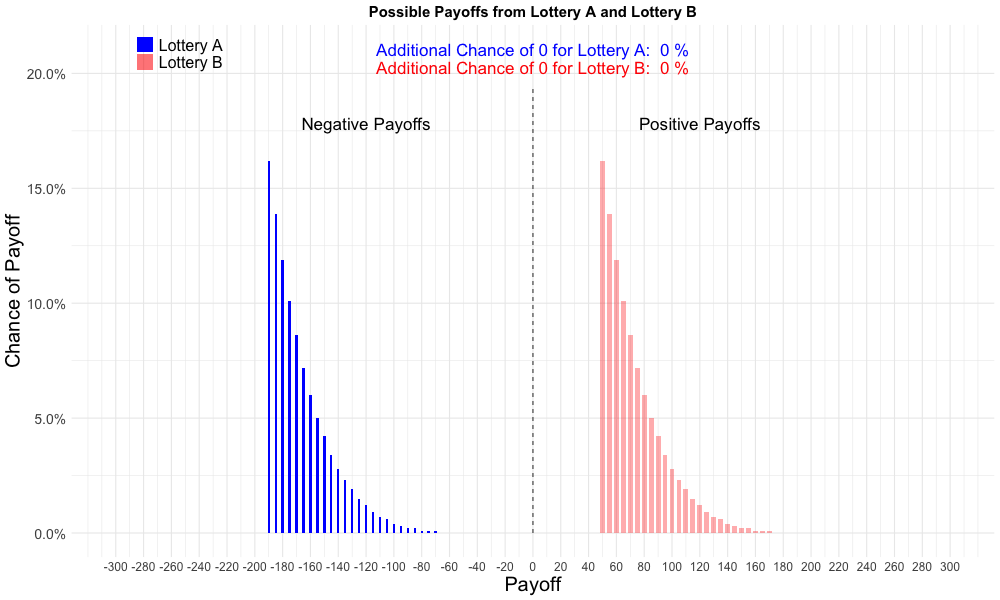 Possible Payoffs from Lottery A and Lottery B
Lottery A
Lottery B
Additional Chance of 0 for Lottery A:  0 %
Additional Chance of 0 for Lottery B:  0 %
Negative Payoffs
Positive Payoffs
Chance of Payoff
20.0%
15.0%
10.0%
5.0%
0.0%
-300 -280 -260 -240 -220 -200 -180 -160 -140 -120 -100 -80 -60 -40 -20 0 20 40 60 80 100 120 140 160 180 200 220 240 260 280 300
Payoff